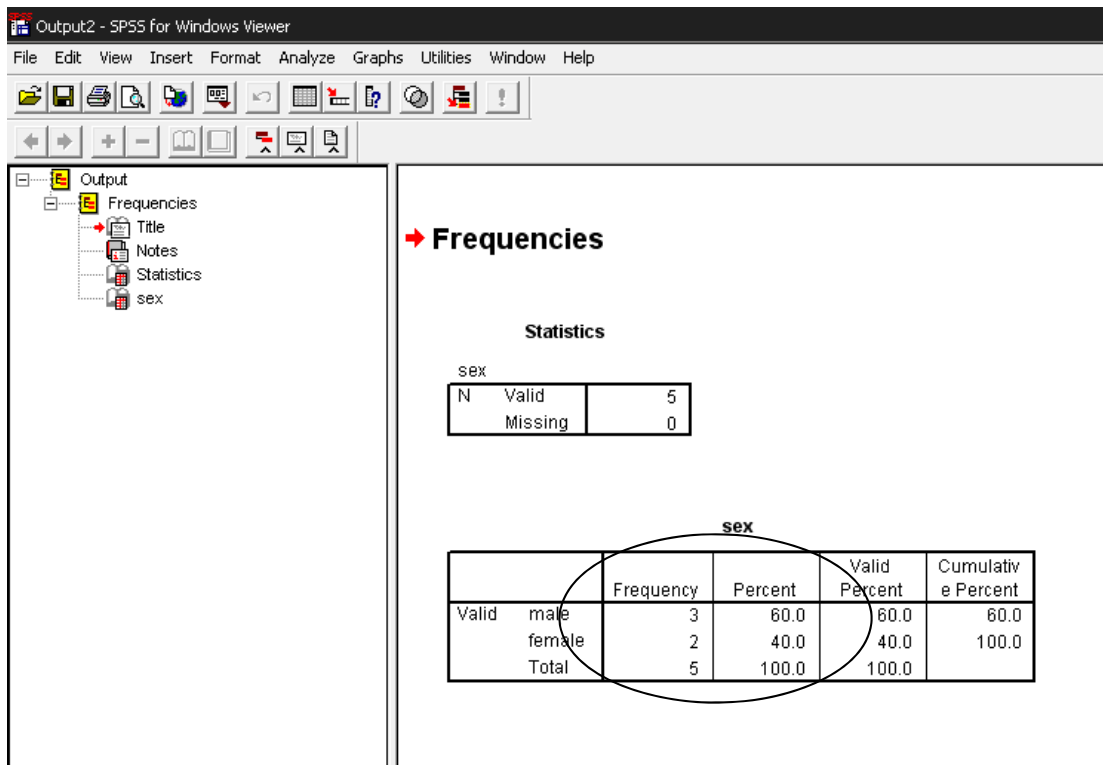 Output2 - SPSS for Windows Viewer
File Edit View Insert Format Analyze Graphs Utilities Window Help
Output
Frequencies
Title
Notes
Statistics
sex
Frequencies
Statistics
sex
N Valid 5
Missing 0
sex
Frequency Percent Valid Percent Cumulativ e Percent
Valid male 3 60.0 60.0 60.0
female 2 40.0 40.0 100.0
Total 5 100.0 100.0